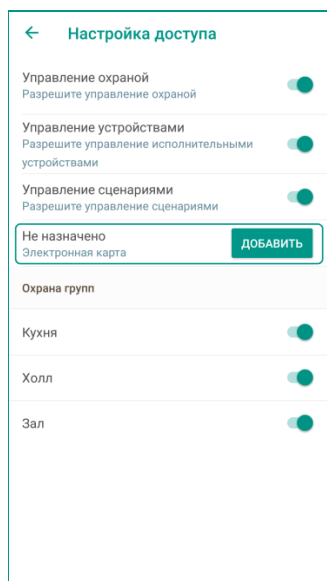 Настройка доступа
Управление охраной
Разрешите управление охраной
Управление устройствами
Разрешите управление исполнительными
устройствами
Управление сценариями
Разрешите управление сценариями
Не назначено
ДОБАВИТЬ
Электронная карта
Охрана групп
Кухня
Холл
Зал